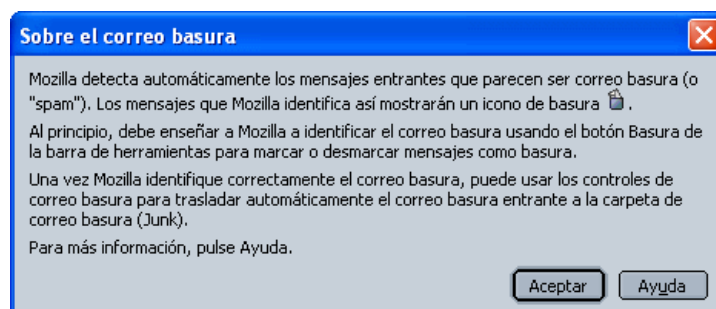 Sobre el correo basura
Mozilla detecta automáticamente los mensajes entrantes que parecen ser correo basura (o
"spam"). Los mensajes que Mozilla identifica así mostrarán un icono de basura .
Al principio, debe enseñar a Mozilla a identificar el correo basura usando el botón Basura de
la barra de herramientas para marcar o desmarcar mensajes como basura.
Una vez Mozilla identifique correctamente el correo basura, puede usar los controles de
correo basura para trasladar automáticamente el correo basura entrante a la carpeta de
correo basura (Junk).
Para más información, pulse Ayuda.
Aceptar Ayuda